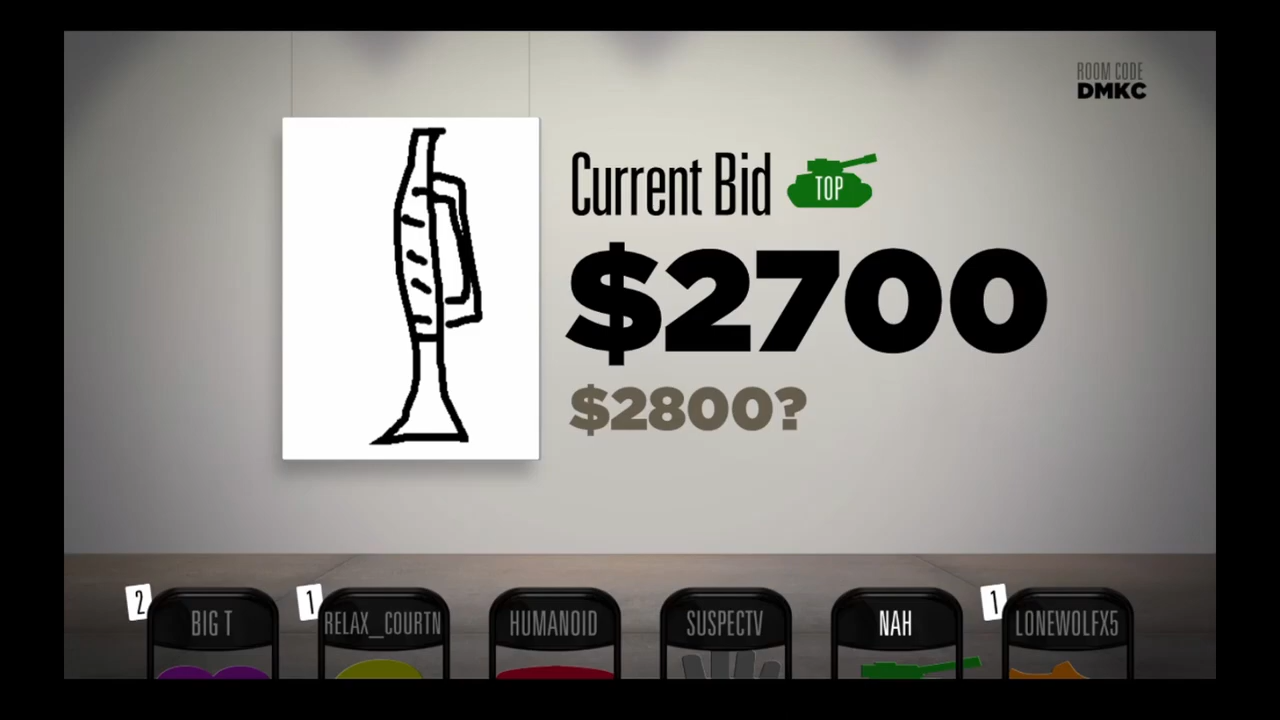 ROOM CODE
DMKC
Current Bid
TOP
$2700
$2800?
2
BIG T
1
RELAX_COURTN
HUMANOID
SUSPECTV
NAH
1
LONEWOLFX5